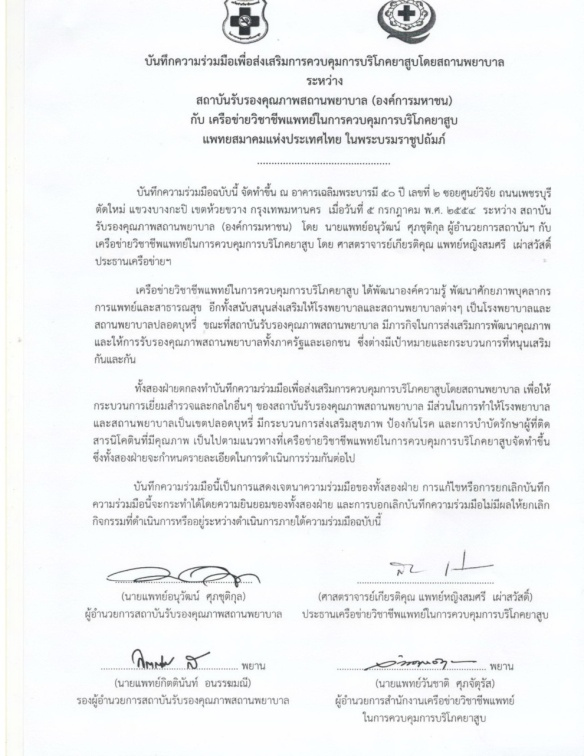 บันทึกความร่วมมือเพื่อส่งเสริมการควบคุมการบริโภคยาสูบโดยสถานพยาบาล
ระหว่าง
สถาบันรับรองคุณภาพสถานพยาบาล (องค์การมหาชน)
กับ เครือข่ายวิชาชีพแพทย์ในการควบคุมการบริโภคยาสูบ
แพทยสมาคมแห่งประเทศไทย ในพระบรมราชูปถัมภ์
บันทึกความร่วมมือฉบับนี้ จัดทำขึ้น ณ อาคารเฉลิมพระบารมี ๕๐ ปี เลขที่ ๒ ซอยศูนย์วิจัย ถนนเพชรบุรี
ตัดใหม่ แขวงบางกะปิ เขตห้วยขวาง กรุงเทพมหานคร เมื่อวันที่ ๕ กรกฎาคม พ.ศ. ๒๕๕๔ ระหว่าง สถาบัน
รับรองคุณภาพสถานพยาบาล (องค์การมหาชน) โดย นายแพทย์อนุวัฒน์ ศุภชุติกุล ผู้อำนวยการสถาบันฯ กับ
เครือข่ายวิชาชีพแพทย์ในการควบคุมการบริโภคยาสูบ โดย ศาสตราจารย์เกียรติคุณ แพทย์หญิงสมศรี เผ่าสวัสดิ์
ประธานเครือข่ายฯ
เครือข่ายวิชาชีพแพทย์ในการควบคุมการบริโภคยาสูบ ได้พัฒนาองค์ความรู้ พัฒนาศักยภาพบุคลากร
การแพทย์และสาธารณสุข อีกทั้งสนับสนุนส่งเสริมให้โรงพยาบาลและสถานพยาบาลต่างๆ เป็นโรงพยาบาลและ
สถานพยาบาลปลอดบุหรี่ ขณะที่สถาบันรับรองคุณภาพสถานพยาบาล มีภารกิจในการส่งเสริมการพัฒนาคุณภาพ
และให้การรับรองคุณภาพสถานพยาบาลทั้งภาครัฐและเอกชน ซึ่งต่างมีเป้าหมายและกระบวนการที่หนุนเสริม
กันและกัน
ทั้งสองฝ่ายตกลงทำบันทึกความร่วมมือเพื่อส่งเสริมการควบคุมการบริโภคยาสูบโดยสถานพยาบาล เพื่อให้
กระบวนการเยี่ยมสำรวจและกลไกอื่นๆ ของสถาบันรับรองคุณภาพสถานพยาบาล มีส่วนในการทำให้โรงพยาบาล
และสถานพยาบาลเป็นเขตปลอดบุหรี่ มีกระบวนการส่งเสริมสุขภาพ ป้องกันโรค และการบำบัดรักษาผู้ที่ติด
สารนิโคตินที่มีคุณภาพ เป็นไปตามแนวทางที่เครือข่ายวิชาชีพแพทย์ในการควบคุมการบริโภคยาสูบจัดทำขึ้น
ซึ่งทั้งสองฝ่ายจะกำหนดรายละเอียดในการดำเนินการร่วมกันต่อไป
บันทึกความร่วมมือนี้เป็นการแสดงเจตนาความร่วมมือของทั้งสองฝ่าย การแก้ไขหรือการยกเลิกบันทึก
ความร่วมมือนี้จะกระทำได้โดยความยินยอมของทั้งสองฝ่าย และการบอกเลิกบันทึกความร่วมมือไม่มีผลให้ยกเลิก
กิจกรรมที่ดำเนินการหรืออยู่ระหว่างดำเนินการภายใต้ความร่วมมือฉบับนี้
(นายแพทย์อนุวัฒน์ ศุภชุติกุล) (ศาสตราจารย์เกียรติคุณ แพทย์หญิงสมศรี เผ่าสวัสดิ์)
ผู้อำนวยการสถาบันรับรองคุณภาพสถานพยาบาล ประธานเครือข่ายวิชาชีพแพทย์ในการควบคุมการบริโภคยาสูบ
พยาน พยาน
(นายแพทย์กิตตินันท์ อนรรฆมณี) (นายแพทย์วันชาติ ศุภจัตุรัส)
รองผู้อำนวยการสถาบันรับรองคุณภาพสถานพยาบาล ผู้อำนวยการสำนักงานเครือข่ายวิชาชีพแพทย์
ในการควบคุมการบริโภคยาสูบ